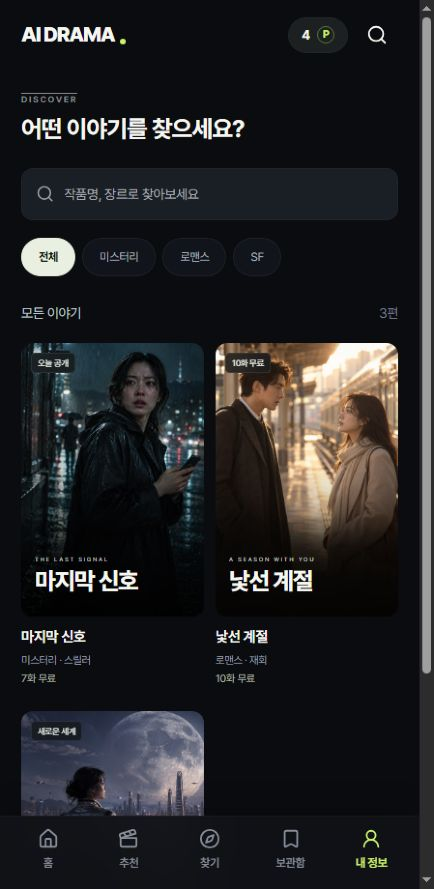 AI DRAMA.
4 P
DISCOVER
어떤 이야기를 찾으세요?
작품명, 장르로 찾아보세요
전체 미스터리 로맨스 SF
모든 이야기 3편
오늘 공개
THE LAST SIGNAL
마지막 신호
마지막 신호
미스터리 · 스릴러
7화 무료
10화 무료
A SEASON WITH YOU
낯선 계절
낯선 계절
로맨스 · 재회
10화 무료
새로운 세계
홈 추천 찾기 보관함 내 정보